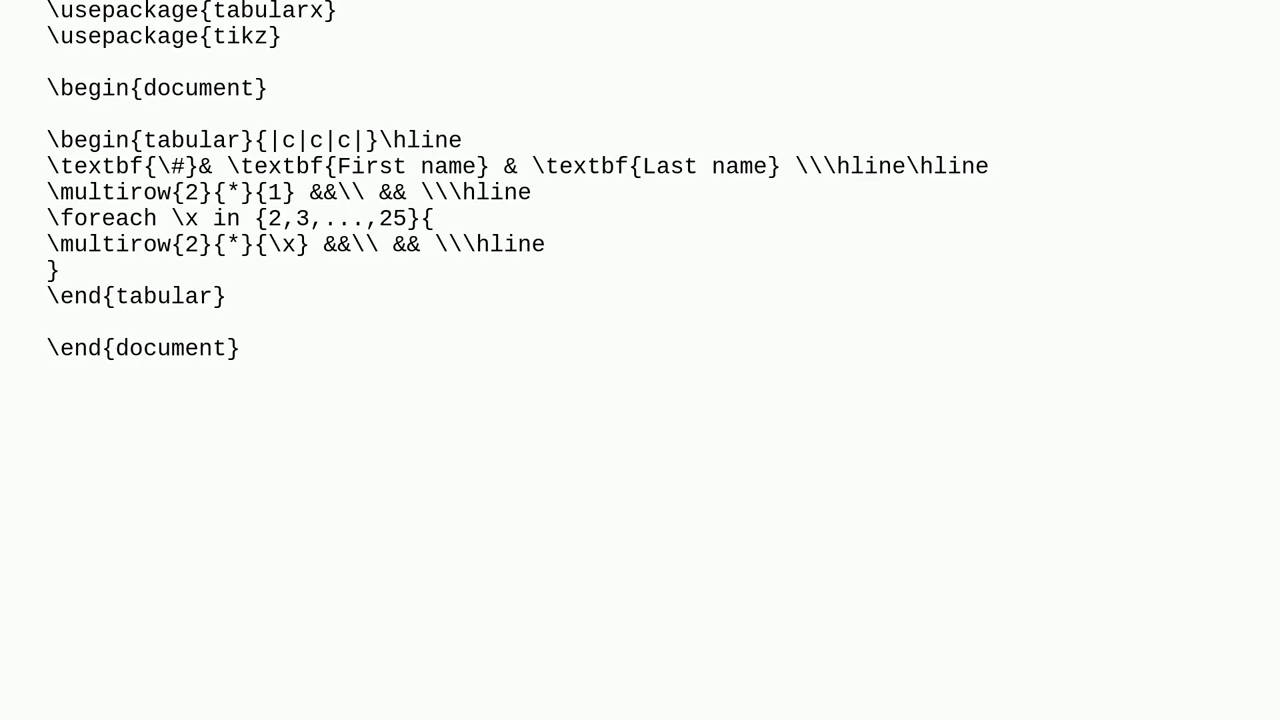 \usepackage{tabularx}
\usepackage{tikz}
\begin{document}
\begin{tabular}{|c|c|c|}\hline
\textbf{\#}& \textbf{First name} & \textbf{Last name} \\\hline\hline
\multirow{2}{*}{1} &&\\ && \\\hline
\foreach \x in {2,3,...,25}{
\multirow{2}{*}{\x} &&\\ && \\\hline
}
\end{tabular}
\end{document}